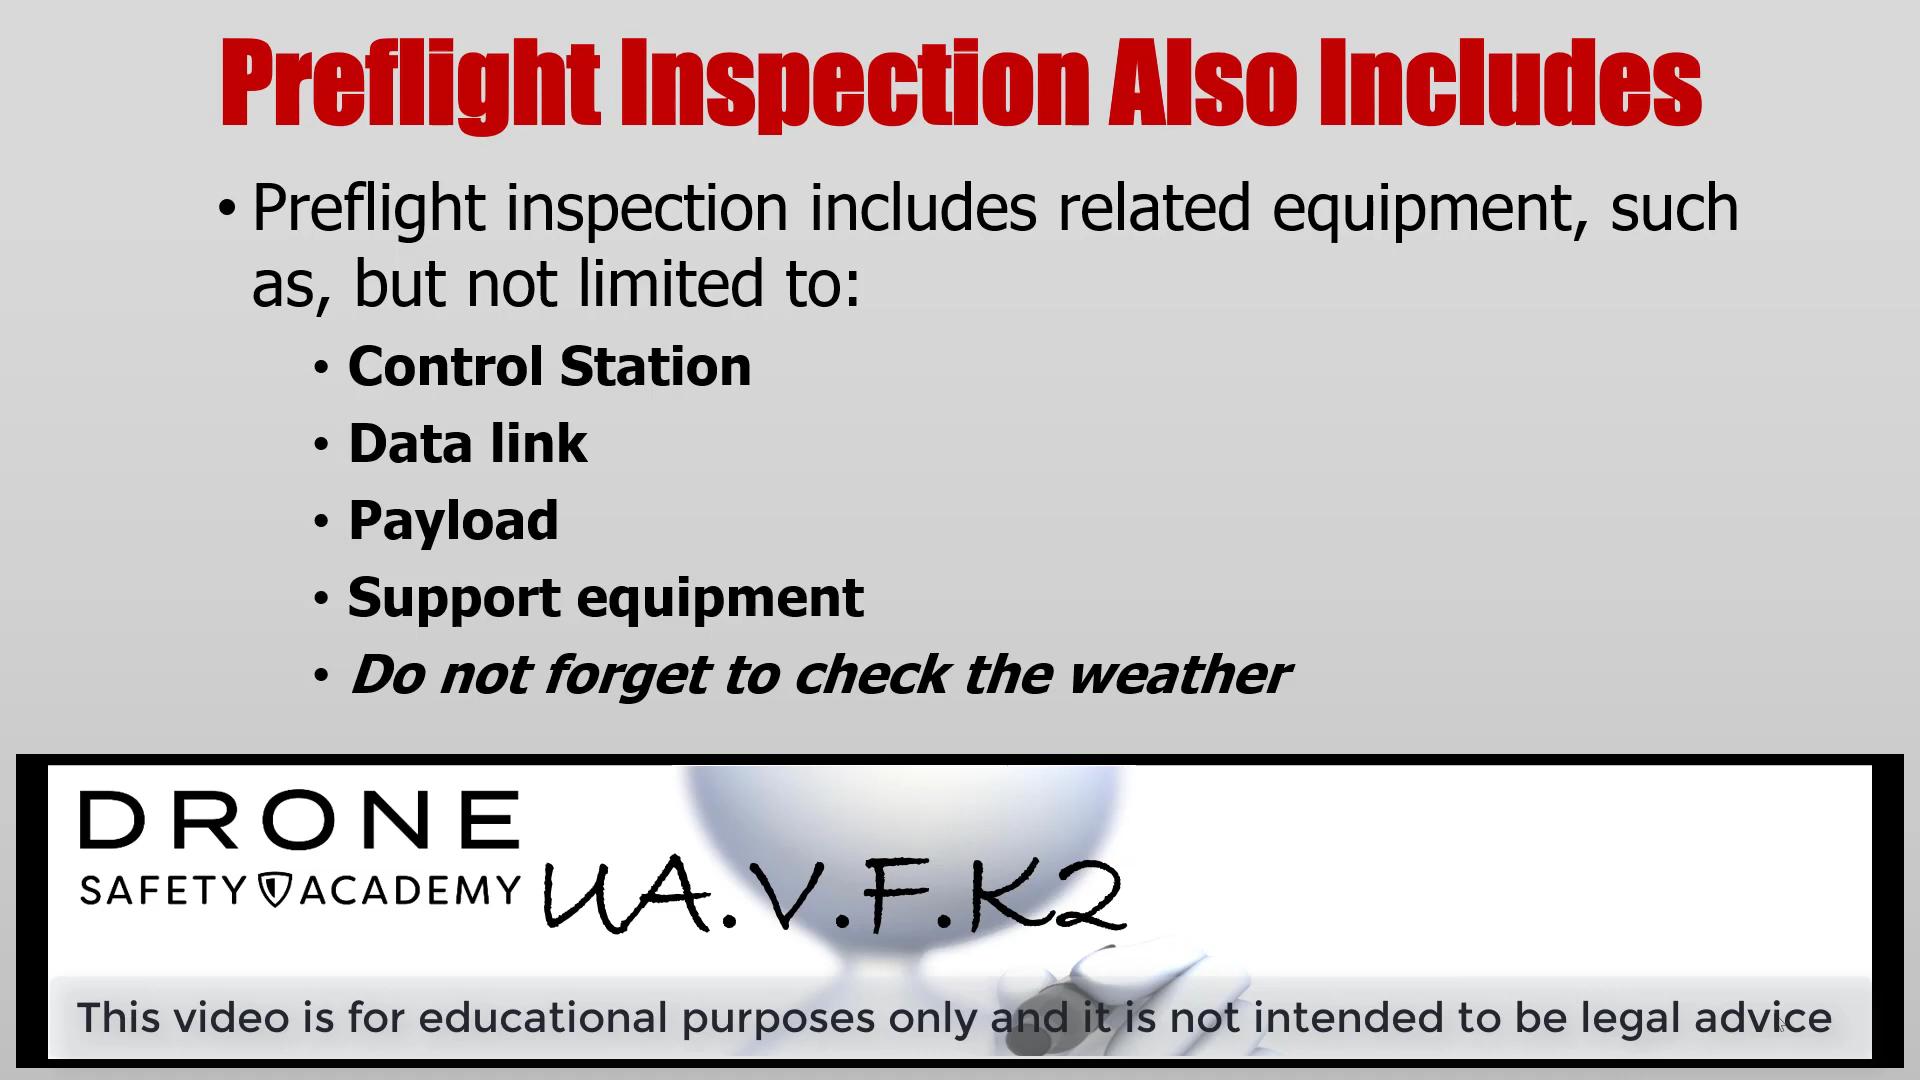 Preflight Inspection Also Includes
• Preflight inspection includes related equipment, such
as, but not limited to:
• Control Station
• Data link
• Payload
• Support equipment
• Do not forget to check the weather
DRONE
SAFETY ACADEMY
UA.V.F.K2
This video is for educational purposes only and it is not intended to be legal advice